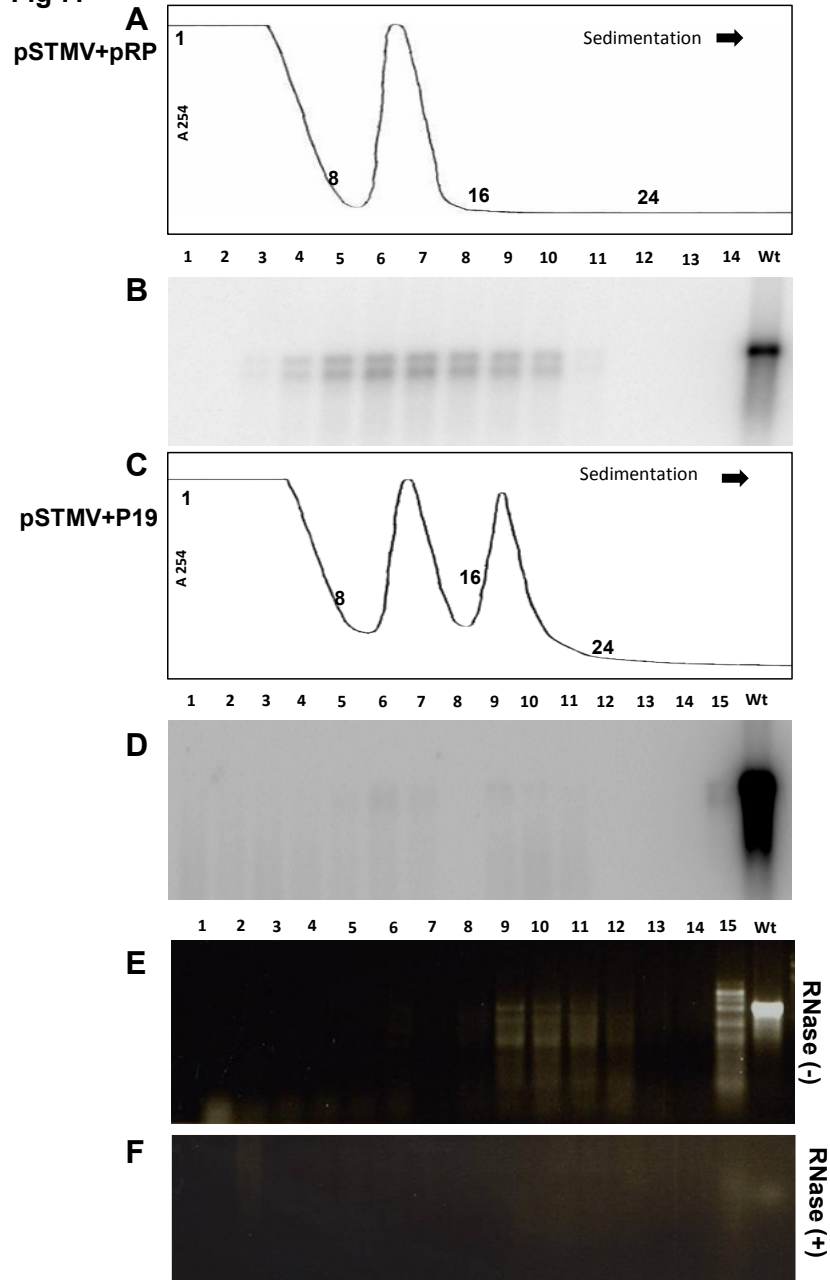 A
pSTMV+pRP
1
Sedimentation
A 254
8
16
24
1 2 3 4 5 6 7 8 9 10 11 12 13 14 Wt
B
C
pSTMV+P19
1
Sedimentation
A 254
8
16
24
1 2 3 4 5 6 7 8 9 10 11 12 13 14 15 Wt
D
1 2 3 4 5 6 7 8 9 10 11 12 13 14 15 Wt
E
RNase (-)
F
RNase (+)